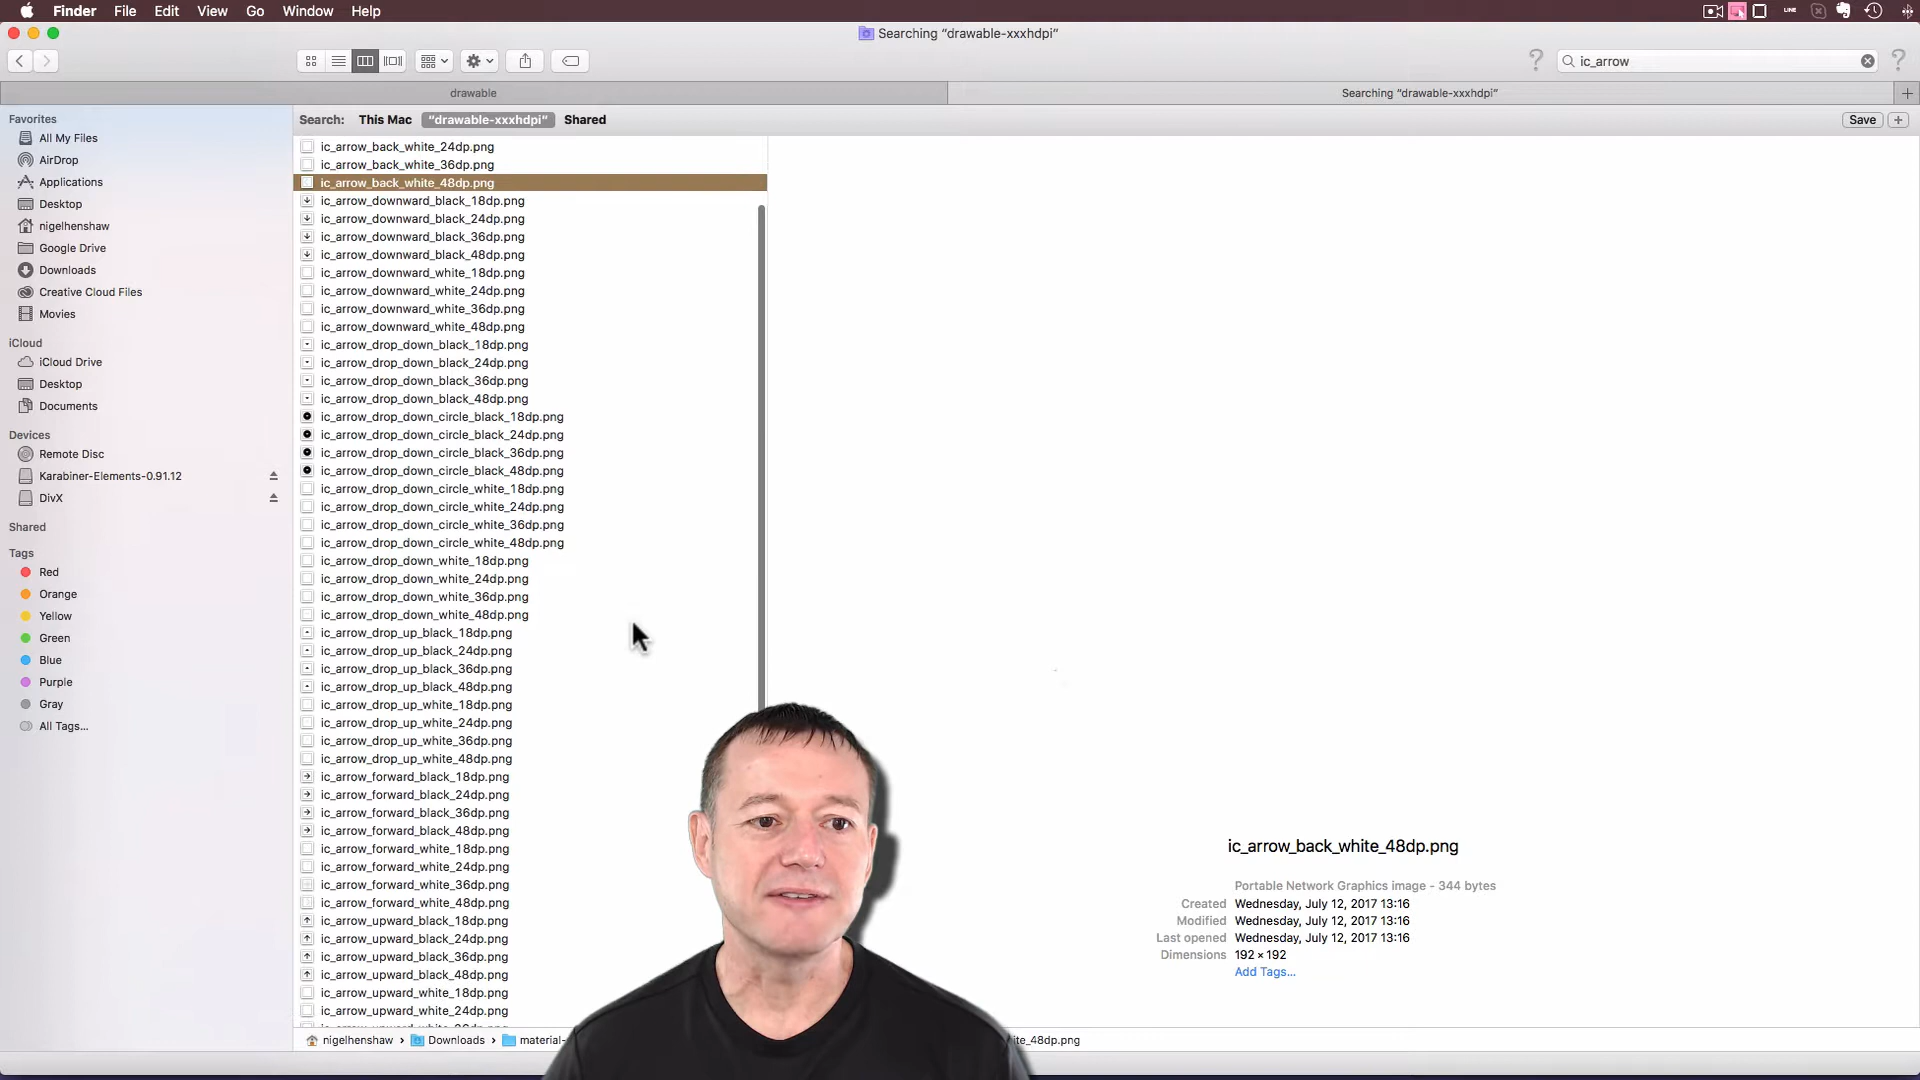 Finder File Edit View Go Window Help
LINE
Searching “drawable-xxxhdpi”
ic_arrow
drawable
Searching “drawable-xxxhdpi”
Search: This Mac “drawable-xxxhdpi” Shared
Save
Favorites
All My Files
AirDrop
Applications
Desktop
nigelhenshaw
Google Drive
Downloads
Creative Cloud Files
Movies
iCloud
iCloud Drive
Desktop
Documents
Devices
Remote Disc
Karabiner-Elements-0.91.12
DivX
Shared
Tags
Red
Orange
Yellow
Green
Blue
Purple
Gray
All Tags...
ic_arrow_back_white_24dp.png
ic_arrow_back_white_36dp.png
ic_arrow_back_white_48dp.png
ic_arrow_downward_black_18dp.png
ic_arrow_downward_black_24dp.png
ic_arrow_downward_black_36dp.png
ic_arrow_downward_black_48dp.png
ic_arrow_downward_white_18dp.png
ic_arrow_downward_white_24dp.png
ic_arrow_downward_white_36dp.png
ic_arrow_downward_white_48dp.png
ic_arrow_drop_down_black_18dp.png
ic_arrow_drop_down_black_24dp.png
ic_arrow_drop_down_black_36dp.png
ic_arrow_drop_down_black_48dp.png
ic_arrow_drop_down_circle_black_18dp.png
ic_arrow_drop_down_circle_black_24dp.png
ic_arrow_drop_down_circle_black_36dp.png
ic_arrow_drop_down_circle_black_48dp.png
ic_arrow_drop_down_circle_white_18dp.png
ic_arrow_drop_down_circle_white_24dp.png
ic_arrow_drop_down_circle_white_36dp.png
ic_arrow_drop_down_circle_white_48dp.png
ic_arrow_drop_down_white_18dp.png
ic_arrow_drop_down_white_24dp.png
ic_arrow_drop_down_white_36dp.png
ic_arrow_drop_down_white_48dp.png
ic_arrow_drop_up_black_18dp.png
ic_arrow_drop_up_black_24dp.png
ic_arrow_drop_up_black_36dp.png
ic_arrow_drop_up_black_48dp.png
ic_arrow_drop_up_white_18dp.png
ic_arrow_drop_up_white_24dp.png
ic_arrow_drop_up_white_36dp.png
ic_arrow_drop_up_white_48dp.png
ic_arrow_forward_black_18dp.png
ic_arrow_forward_black_24dp.png
ic_arrow_forward_black_36dp.png
ic_arrow_forward_black_48dp.png
ic_arrow_forward_white_18dp.png
ic_arrow_forward_white_24dp.png
ic_arrow_forward_white_36dp.png
ic_arrow_forward_white_48dp.png
ic_arrow_upward_black_18dp.png
ic_arrow_upward_black_24dp.png
ic_arrow_upward_black_36dp.png
ic_arrow_upward_black_48dp.png
ic_arrow_upward_white_18dp.png
ic_arrow_upward_white_24dp.png
ic_arrow_back_white_48dp.png
Portable Network Graphics image - 344 bytes
Created Wednesday, July 12, 2017 13:16
Modified Wednesday, July 12, 2017 13:16
Last opened Wednesday, July 12, 2017 13:16
Dimensions 192 × 192
Add Tags...
nigelhenshaw › Downloads › material- ite_48dp.png